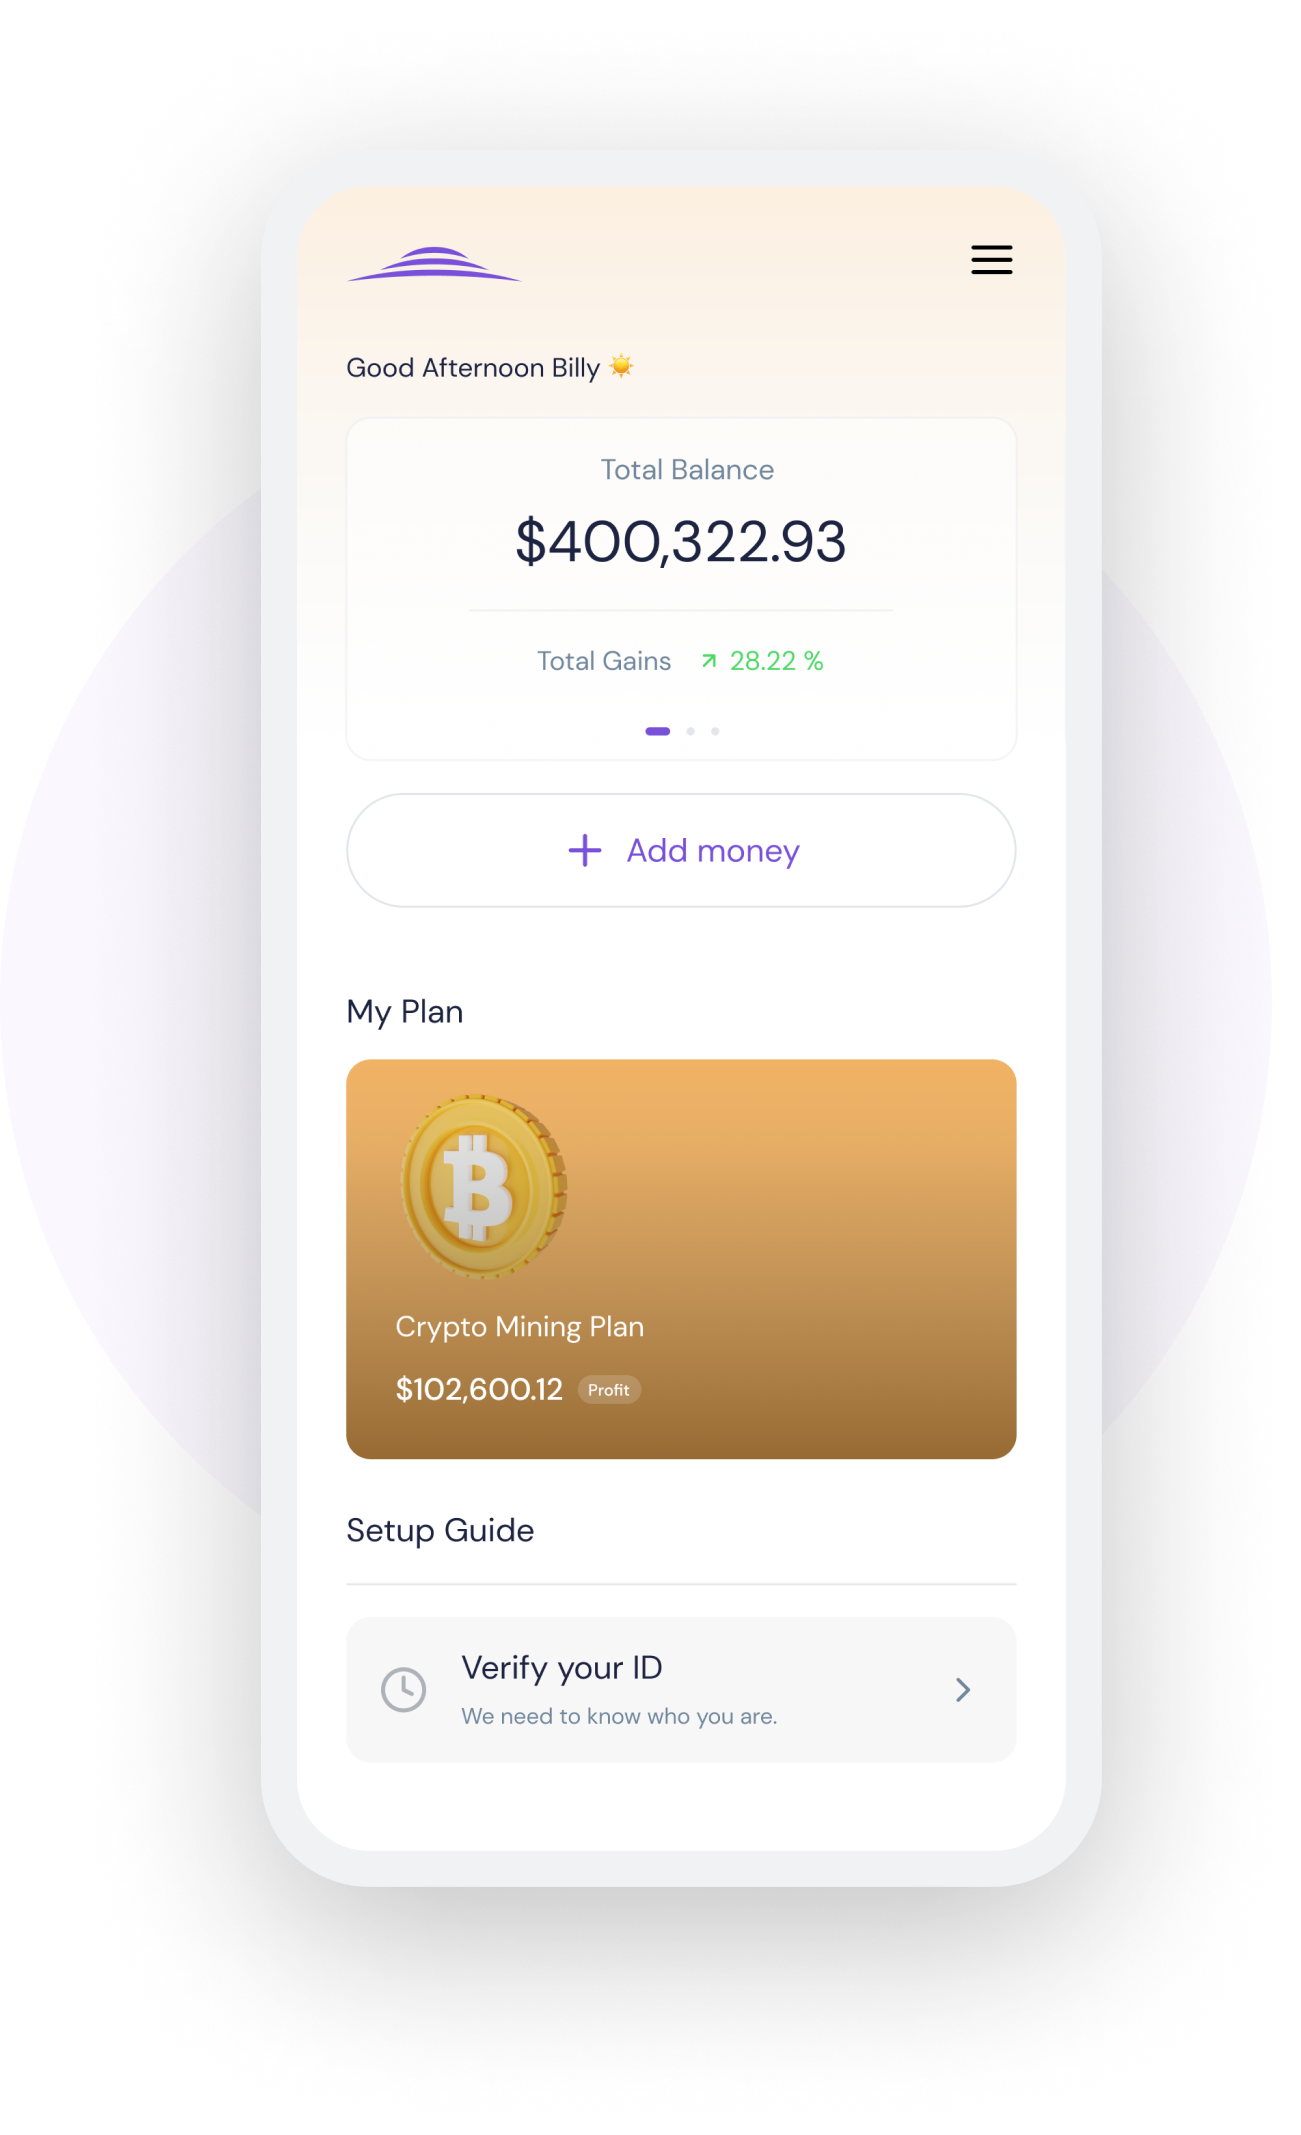 Good Afternoon Billy ☀️
Total Balance
$400,322.93
Total Gains 28.22 %
Add money
My Plan
Crypto Mining Plan
$102,600.12 Profit
Setup Guide
Verify your ID
We need to know who you are.